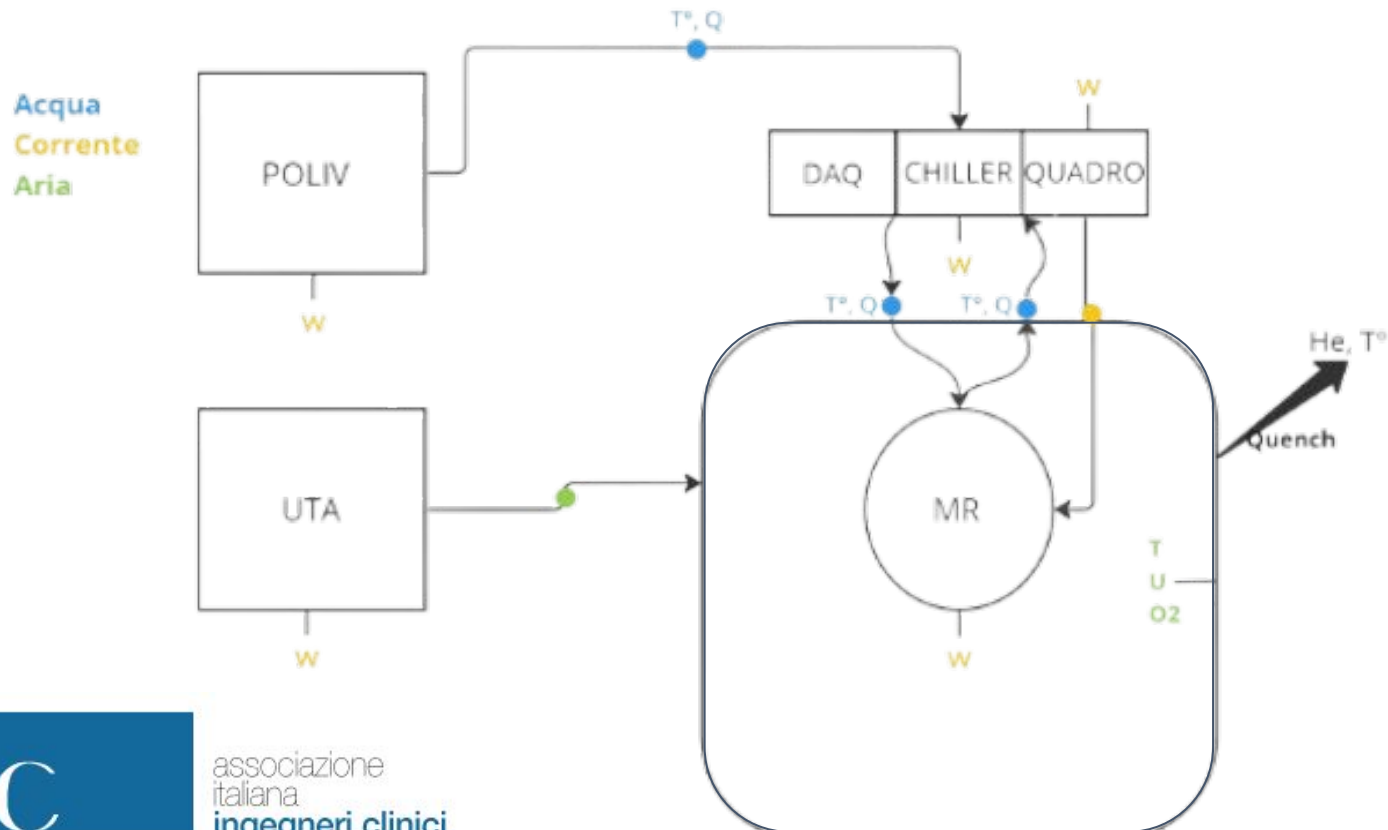 T°, Q
Acqua
Corrente
Aria
W
POLIV
DAQ
CHILLER
QUADRO
W
T°, Q
T°, Q
W
He, T°
Quench
UTA
MR
T
U
O2
W
W
C
associazione
italiana
ingegneri clinici